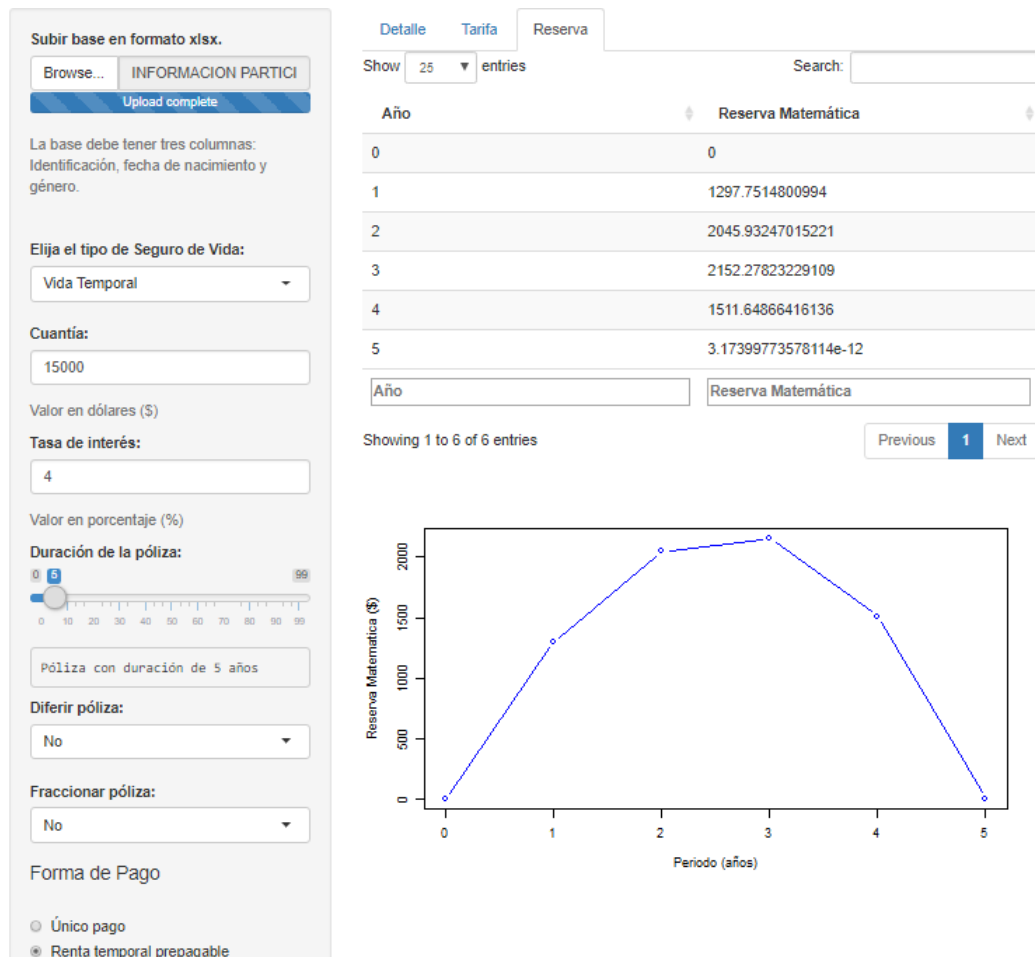 Subir base en formato xlsx.
Browse... INFORMACION PARTICI
Upload complete
La base debe tener tres columnas:
Identificación, fecha de nacimiento y
género.
Elija el tipo de Seguro de Vida:
Vida Temporal
Cuantía:
15000
Valor en dólares ($)
Tasa de interés:
4
Valor en porcentaje (%)
Duración de la póliza:
0 5 99
0 10 20 30 40 50 60 70 80 90 99
Póliza con duración de 5 años
Diferir póliza:
No
Fraccionar póliza:
No
Forma de Pago
Único pago
Renta temporal prepagable
Detalle Tarifa Reserva
Show 25 entries Search:
Año Reserva Matemática
0 0
1 1297.7514800994
2 2045.93247015221
3 2152.27823229109
4 1511.64866416136
5 3.17399773578114e-12
Año Reserva Matemática
Showing 1 to 6 of 6 entries Previous 1 Next
Reserva Matematica ($)
2000
1500
1000
500
0
0 1 2 3 4 5
Periodo (años)